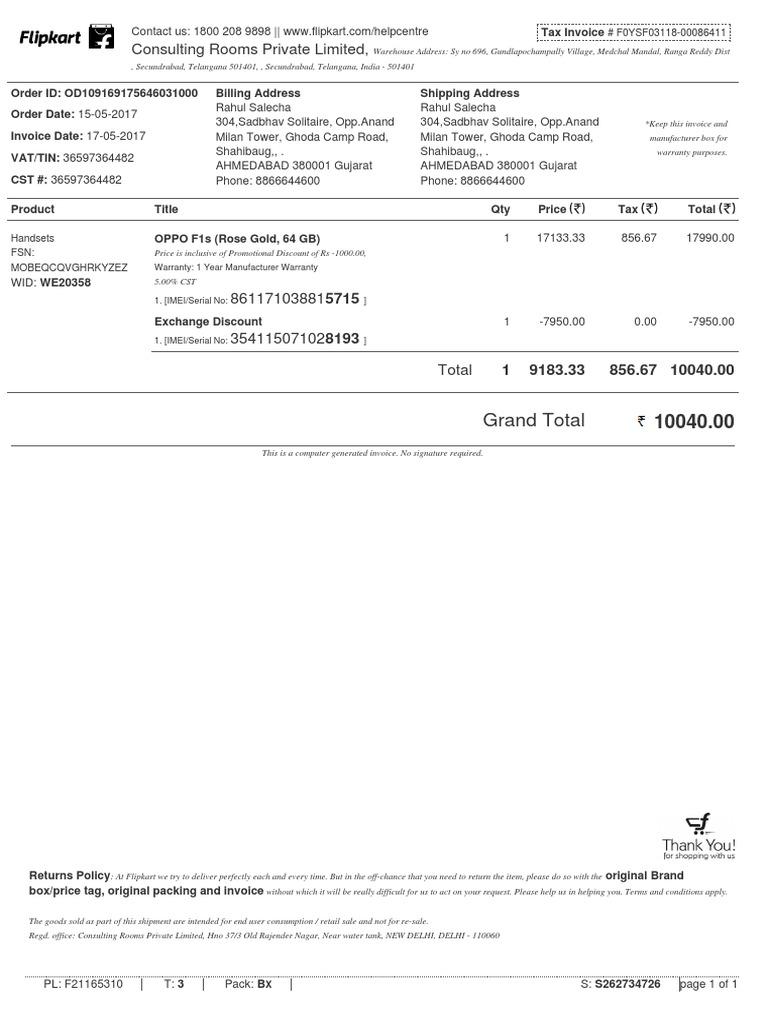 Flipkart
Contact us: 1800 208 9898 || www.flipkart.com/helpcentre
Tax Invoice # F0YSF03118-00086411
Consulting Rooms Private Limited, Warehouse Address: Sy no 696, Gundlapochampally Village, Medchal Mandal, Ranga Reddy Dist
, Secundrabad, Telangana 501401, , Secundrabad, Telangana, India - 501401
Order ID: OD109169175646031000
Order Date: 15-05-2017
Invoice Date: 17-05-2017
VAT/TIN: 36597364482
CST #: 36597364482
Billing Address
Rahul Salecha
304,Sadbhav Solitaire, Opp.Anand
Milan Tower, Ghoda Camp Road,
Shahibaug,, .
AHMEDABAD 380001 Gujarat
Phone: 8866644600
Shipping Address
Rahul Salecha
304,Sadbhav Solitaire, Opp.Anand
Milan Tower, Ghoda Camp Road,
Shahibaug,, .
AHMEDABAD 380001 Gujarat
Phone: 8866644600
*Keep this invoice and
manufacturer box for
warranty purposes.
Product Title Qty Price (₹) Tax (₹) Total (₹)
Handsets
FSN:
MOBEQCQVGHRKYZEZ
WID: WE20358
OPPO F1s (Rose Gold, 64 GB) 1 17133.33 856.67 17990.00
Price is inclusive of Promotional Discount of Rs -1000.00,
Warranty: 1 Year Manufacturer Warranty
5.00% CST
1. [IMEI/Serial No: 861171038815715 ]
Exchange Discount 1 -7950.00 0.00 -7950.00
1. [IMEI/Serial No: 354115071028193 ]
Total 1 9183.33 856.67 10040.00
Grand Total ₹ 10040.00
This is a computer generated invoice. No signature required.
Thank You!
for shopping with us
Returns Policy: At Flipkart we try to deliver perfectly each and every time. But in the off-chance that you need to return the item, please do so with the original Brand
box/price tag, original packing and invoice without which it will be really difficult for us to act on your request. Please help us in helping you. Terms and conditions apply.
The goods sold as part of this shipment are intended for end user consumption / retail sale and not for re-sale.
Regd. office: Consulting Rooms Private Limited, Hno 37/3 Old Rajender Nagar, Near water tank, NEW DELHI, DELHI - 110060
PL: F21165310 | T: 3 | Pack: Bx | S: S262734726 |page 1 of 1